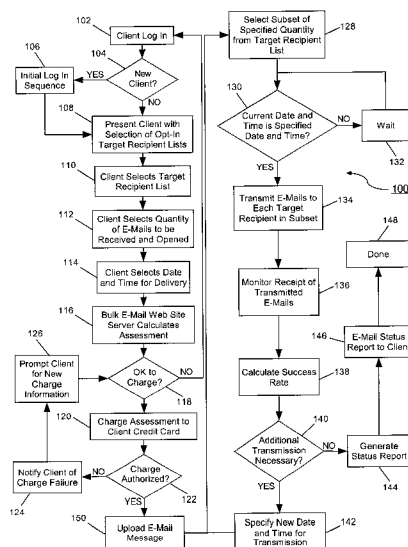 102
Client Log In
106
104
Initial Log In
Sequence
YES
New
Client?
NO
108
Present Client with
Selection of Opt-In
Target Recipient Lists
110
Client Selects Target
Recipient List
112
Client Selects Quantity
of E-Mails to be
Received and Opened
114
Client Selects Date
and Time for Delivery
116
Bulk E-Mail Web Site
Server Calculates
Assessment
126
Prompt Client
for New
Charge
Information
OK to
Charge?
NO
118
YES
120
Charge Assessment to
Client Credit Card
Notify Client of
Charge Failure
124
NO
Charge
Authorized?
122
YES
150
Upload E-Mail
Message
Select Subset of
Specified Quantity
from Target Recipient
List
128
130
Current Date and
Time is Specified
Date and Time?
NO
Wait
132
YES
100
Transmit E-Mails to
Each Target
Recipient in Subset
134
148
Done
Monitor Receipt of
Transmitted
E-Mails
136
146
E-Mail Status
Report to Client
Calculate Success
Rate
138
140
Additional
Transmission
Necessary?
NO
Generate
Status Report
144
YES
Specify New Date
and Time for
Transmission
142